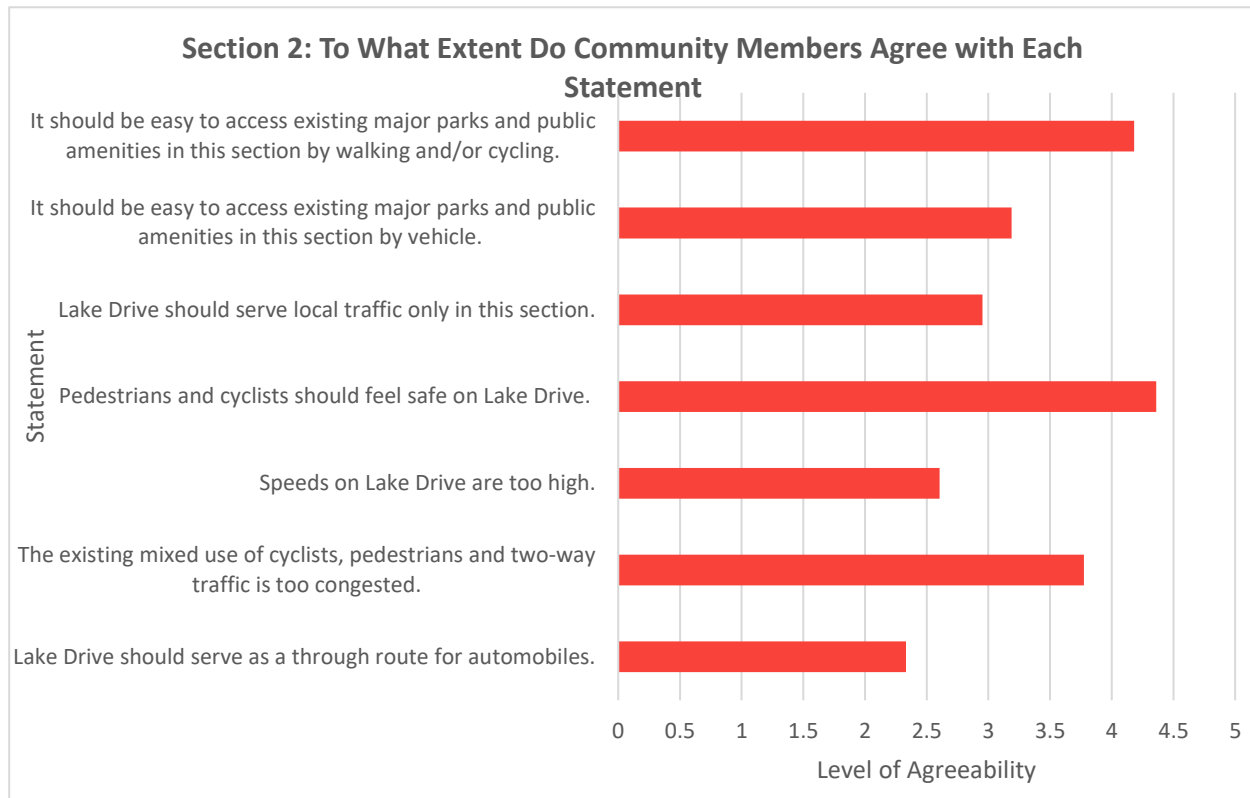 Section 2: To What Extent Do Community Members Agree with Each
Statement
It should be easy to access existing major parks and public
amenities in this section by walking and/or cycling.
It should be easy to access existing major parks and public
amenities in this section by vehicle.
Lake Drive should serve local traffic only in this section.
Pedestrians and cyclists should feel safe on Lake Drive.
Speeds on Lake Drive are too high.
The existing mixed use of cyclists, pedestrians and two-way
traffic is too congested.
Lake Drive should serve as a through route for automobiles.
Statement
0 0.5 1 1.5 2 2.5 3 3.5 4 4.5 5
Level of Agreeability